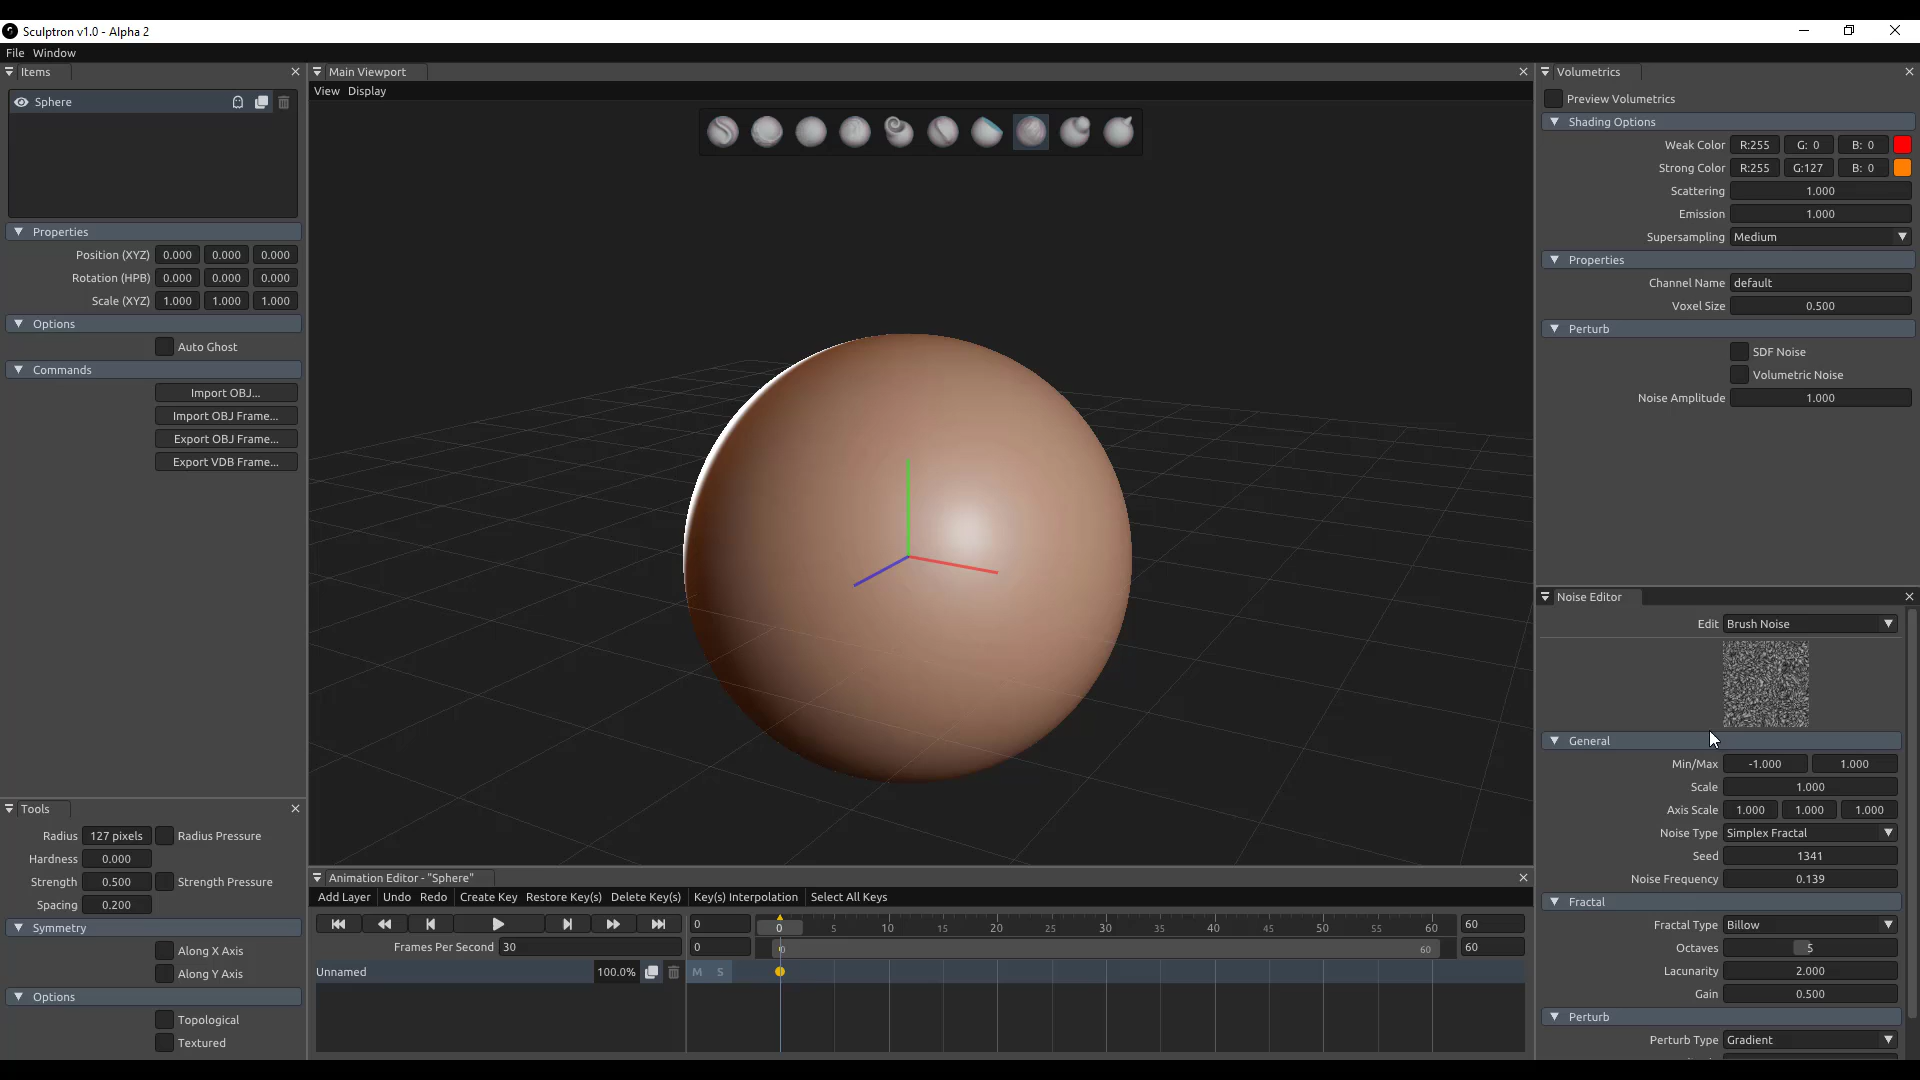 Sculptron v1.0 - Alpha 2
File Window
Items
Sphere
Properties
Position (XYZ) 0.000 0.000 0.000
Rotation (HPB) 0.000 0.000 0.000
Scale (XYZ) 1.000 1.000 1.000
Options
Auto Ghost
Commands
Import OBJ...
Import OBJ Frame...
Export OBJ Frame...
Export VDB Frame...
Tools
Radius 127 pixels Radius Pressure
Hardness 0.000
Strength 0.500 Strength Pressure
Spacing 0.200
Symmetry
Along X Axis
Along Y Axis
Options
Topological
Textured
Main Viewport
View Display
Animation Editor - "Sphere"
Add Layer Undo Redo Create Key Restore Key(s) Delete Key(s) Key(s) Interpolation Select All Keys
0 0 5 10 15 20 25 30 35 40 45 50 55 60 60
Frames Per Second 30 0 0 60 60
Unnamed 100.0% M S
Volumetrics
Preview Volumetrics
Shading Options
Weak Color R:255 G: 0 B: 0
Strong Color R:255 G:127 B: 0
Scattering 1.000
Emission 1.000
Supersampling Medium
Properties
Channel Name default
Voxel Size 0.500
Perturb
SDF Noise
Volumetric Noise
Noise Amplitude 1.000
Noise Editor
Edit Brush Noise
General
Min/Max -1.000 1.000
Scale 1.000
Axis Scale 1.000 1.000 1.000
Noise Type Simplex Fractal
Seed 1341
Noise Frequency 0.139
Fractal
Fractal Type Billow
Octaves 5
Lacunarity 2.000
Gain 0.500
Perturb
Perturb Type Gradient